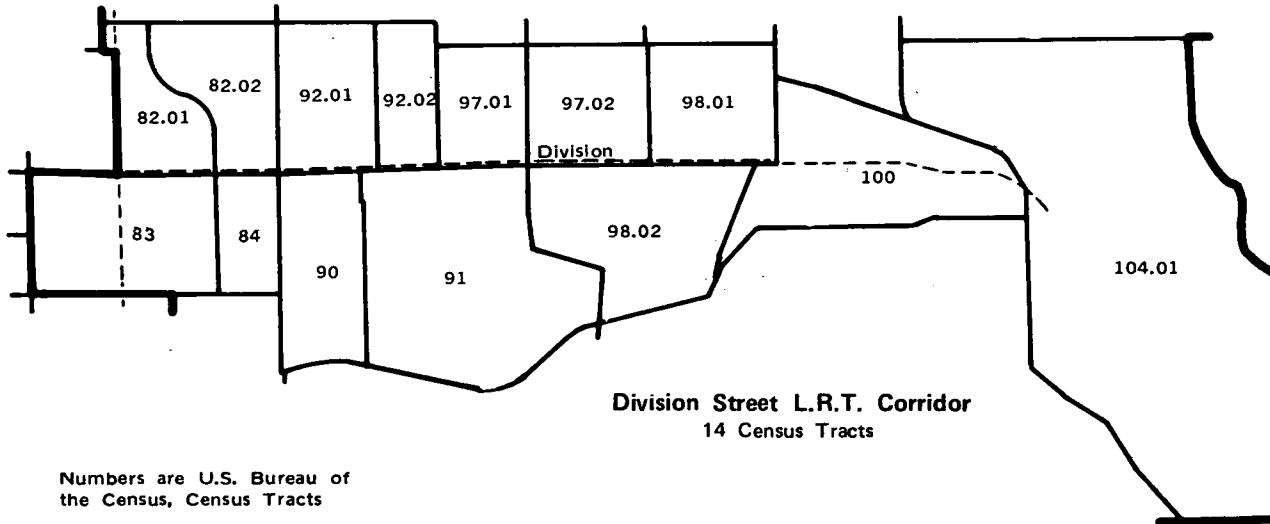 82.01
82.02
92.01
92.02
97.01
97.02
98.01
Division
83
84
90
91
98.02
100
104.01
Division Street L.R.T. Corridor
14 Census Tracts
Numbers are U.S. Bureau of
the Census, Census Tracts